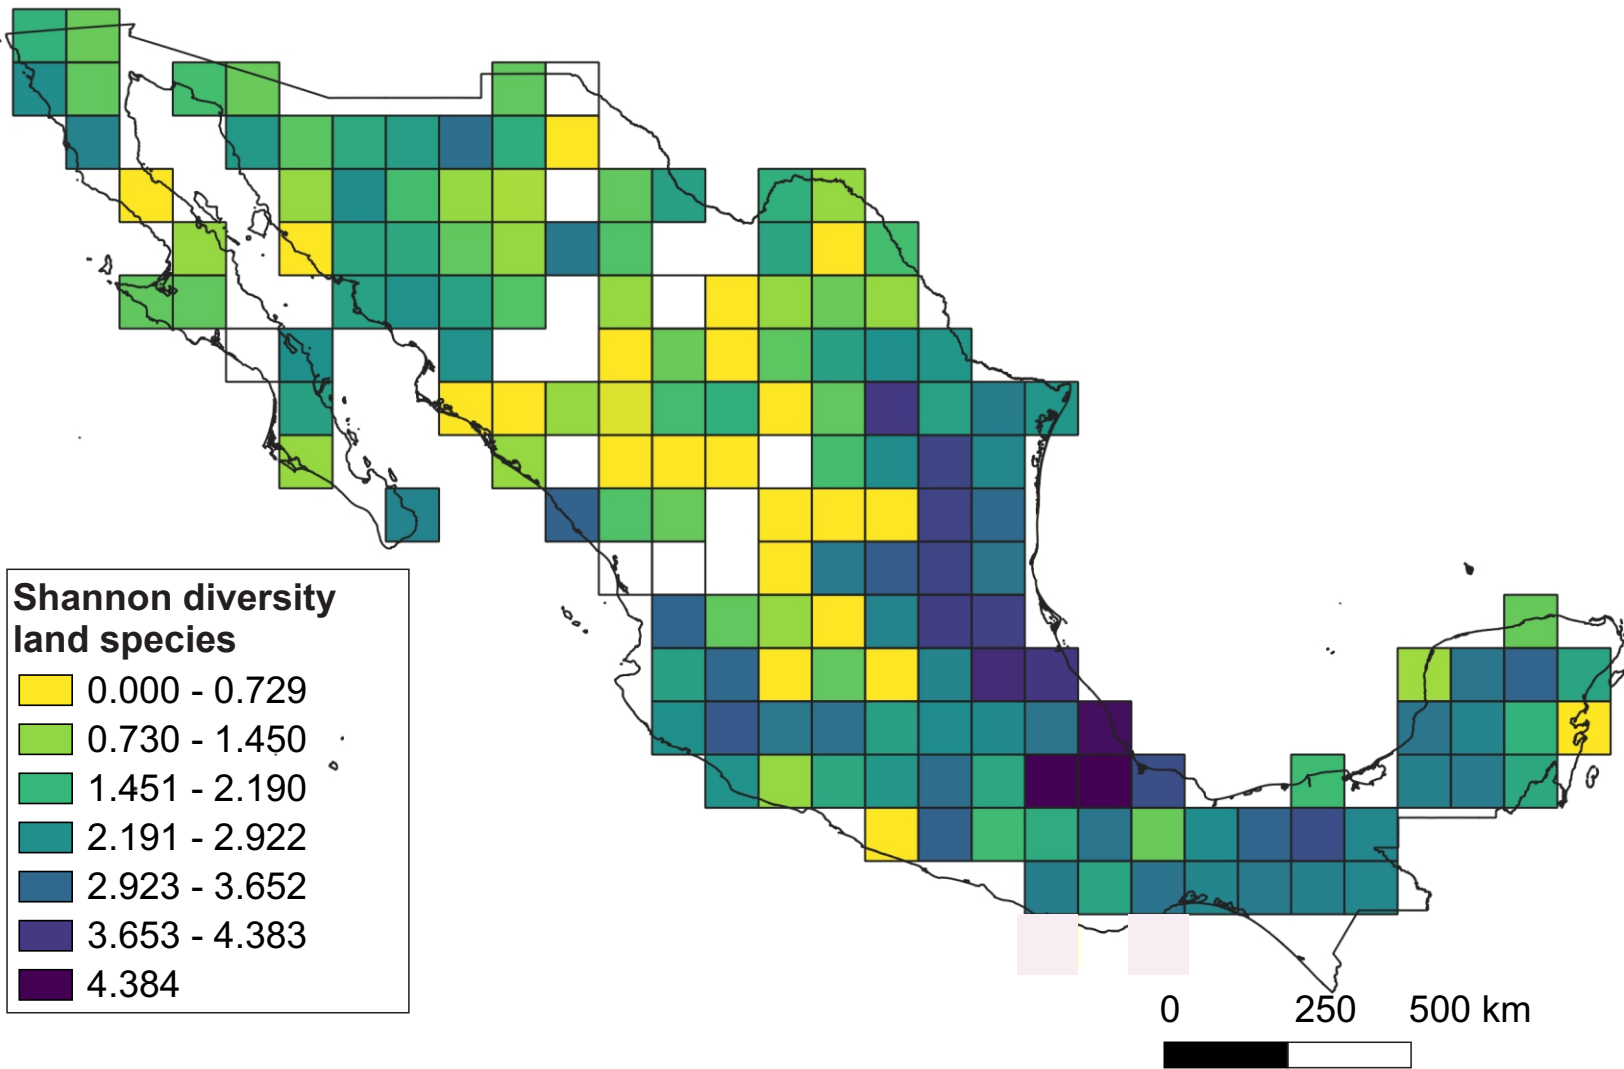 Shannon diversity
land species
0.000 - 0.729
0.730 - 1.450
1.451 - 2.190
2.191 - 2.922
2.923 - 3.652
3.653 - 4.383
4.384
0 250 500 km